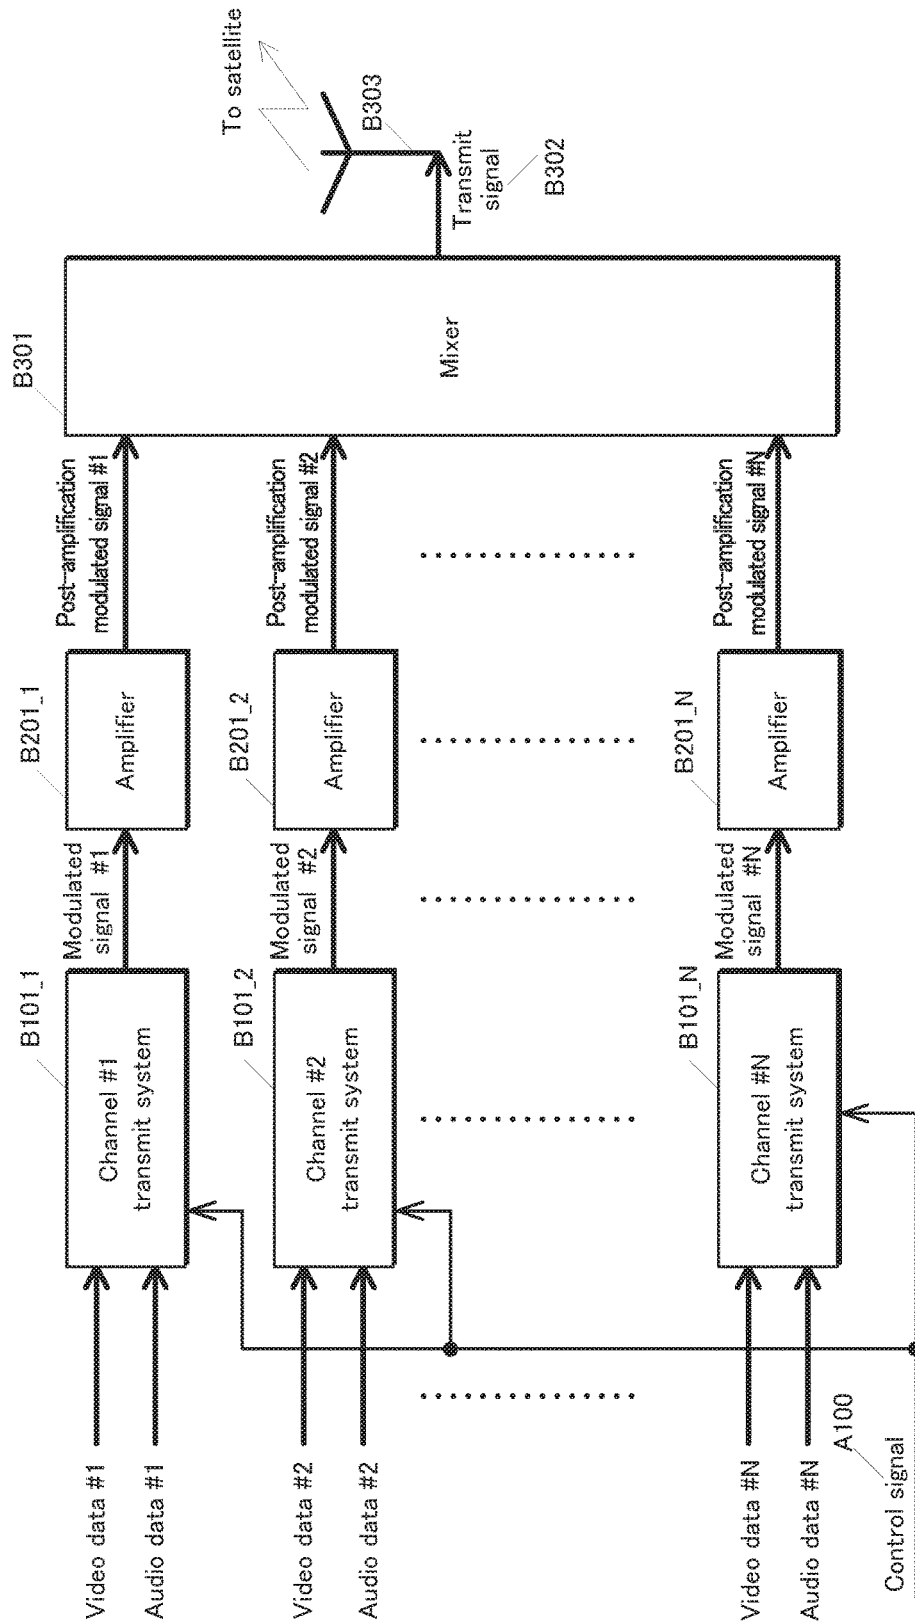 Video data #1
Audio data #1
B101_1
Channel #1
transmit system
Modulated
signal #1
B201_1
Amplifier
Post-amplification
modulated signal #1
Video data #2
Audio data #2
B101_2
Channel #2
transmit system
Modulated
signal #2
B201_2
Amplifier
Post-amplification
modulated signal #2
Video data #N
Audio data #N
B101_N
Channel #N
transmit system
Modulated
signal #N
B201_N
Amplifier
Post-amplification
modulated signal #N
A100
Control signal
B301
Mixer
To satellite
B303
Transmit
signal
B302